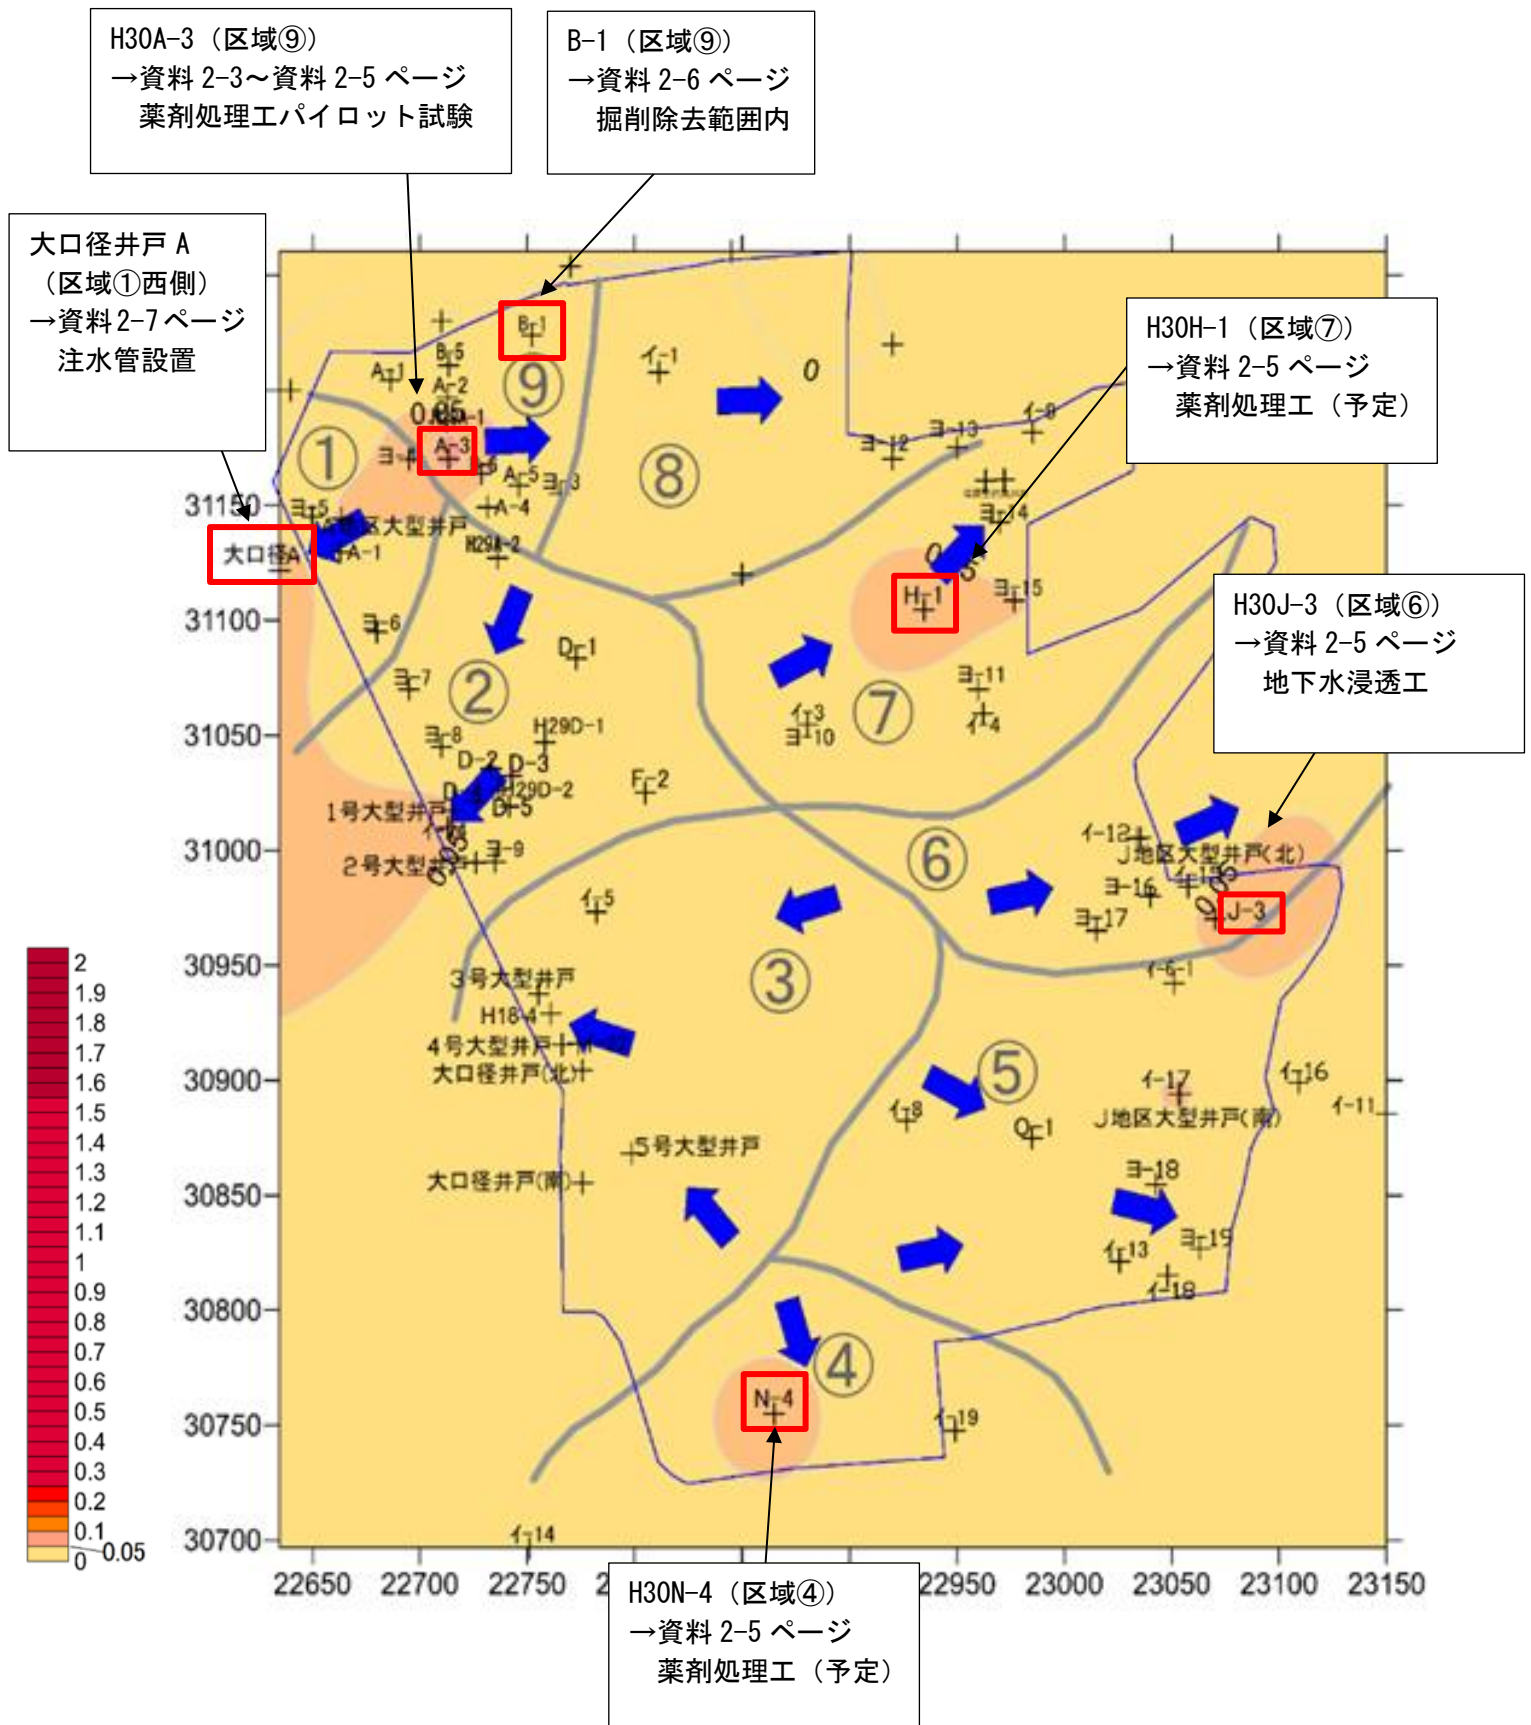 H30A-3（区域⑨）
→資料 2-3～資料 2-5 ページ
薬剤処理工パイロット試験
B-1（区域⑨）
→資料 2-6 ページ
掘削除去範囲内
大口径井戸 A
（区域①西側）
→資料 2-7 ページ
注水管設置
H30H-1（区域⑦）
→資料 2-5 ページ
薬剤処理工（予定）
H30J-3（区域⑥）
→資料 2-5 ページ
地下水浸透工
B-1
B-5
A-1
A-2
A-3
⑨
イ-1
0
イ-9
ヨ-13
ヨ-12
①
⑧
A-5
ヨ-3
A-4
ヨ-5
31150
ヨ-14
大口径A
A-1
H29A-2
H-1
ヨ-15
31100
ヨ-6
D-1
ヨ-7
②
ヨ-11
イ-3
ヨ-10
⑦
イ-4
31050
ヨ-8
H29D-1
D-2
D-3
F-2
H29D-2
D-5
1号大型井戸
イ-12
J地区大型井戸(北)
31000
2号大型井戸
ヨ-9
⑥
ヨ-16
イ-5
ヨ-17
J-3
30950
3号大型井戸
③
イ-6-1
H18-4
4号大型井戸
大口径井戸(北)
30900
⑤
イ-17
イ-16
イ-11
イ-8
J地区大型井戸(南)
5号大型井戸
大口径井戸(南)
30850
ヨ-18
ヨ-19
イ-13
イ-18
30800
④
N-4
30750
イ-19
イ-14
30700
2
1.9
1.8
1.7
1.6
1.5
1.4
1.3
1.2
1.1
1
0.9
0.8
0.7
0.6
0.5
0.4
0.3
0.2
0.1
0.05
0
22650 22700 22750 22950 23000 23050 23100 23150
H30N-4（区域④）
→資料 2-5 ページ
薬剤処理工（予定）